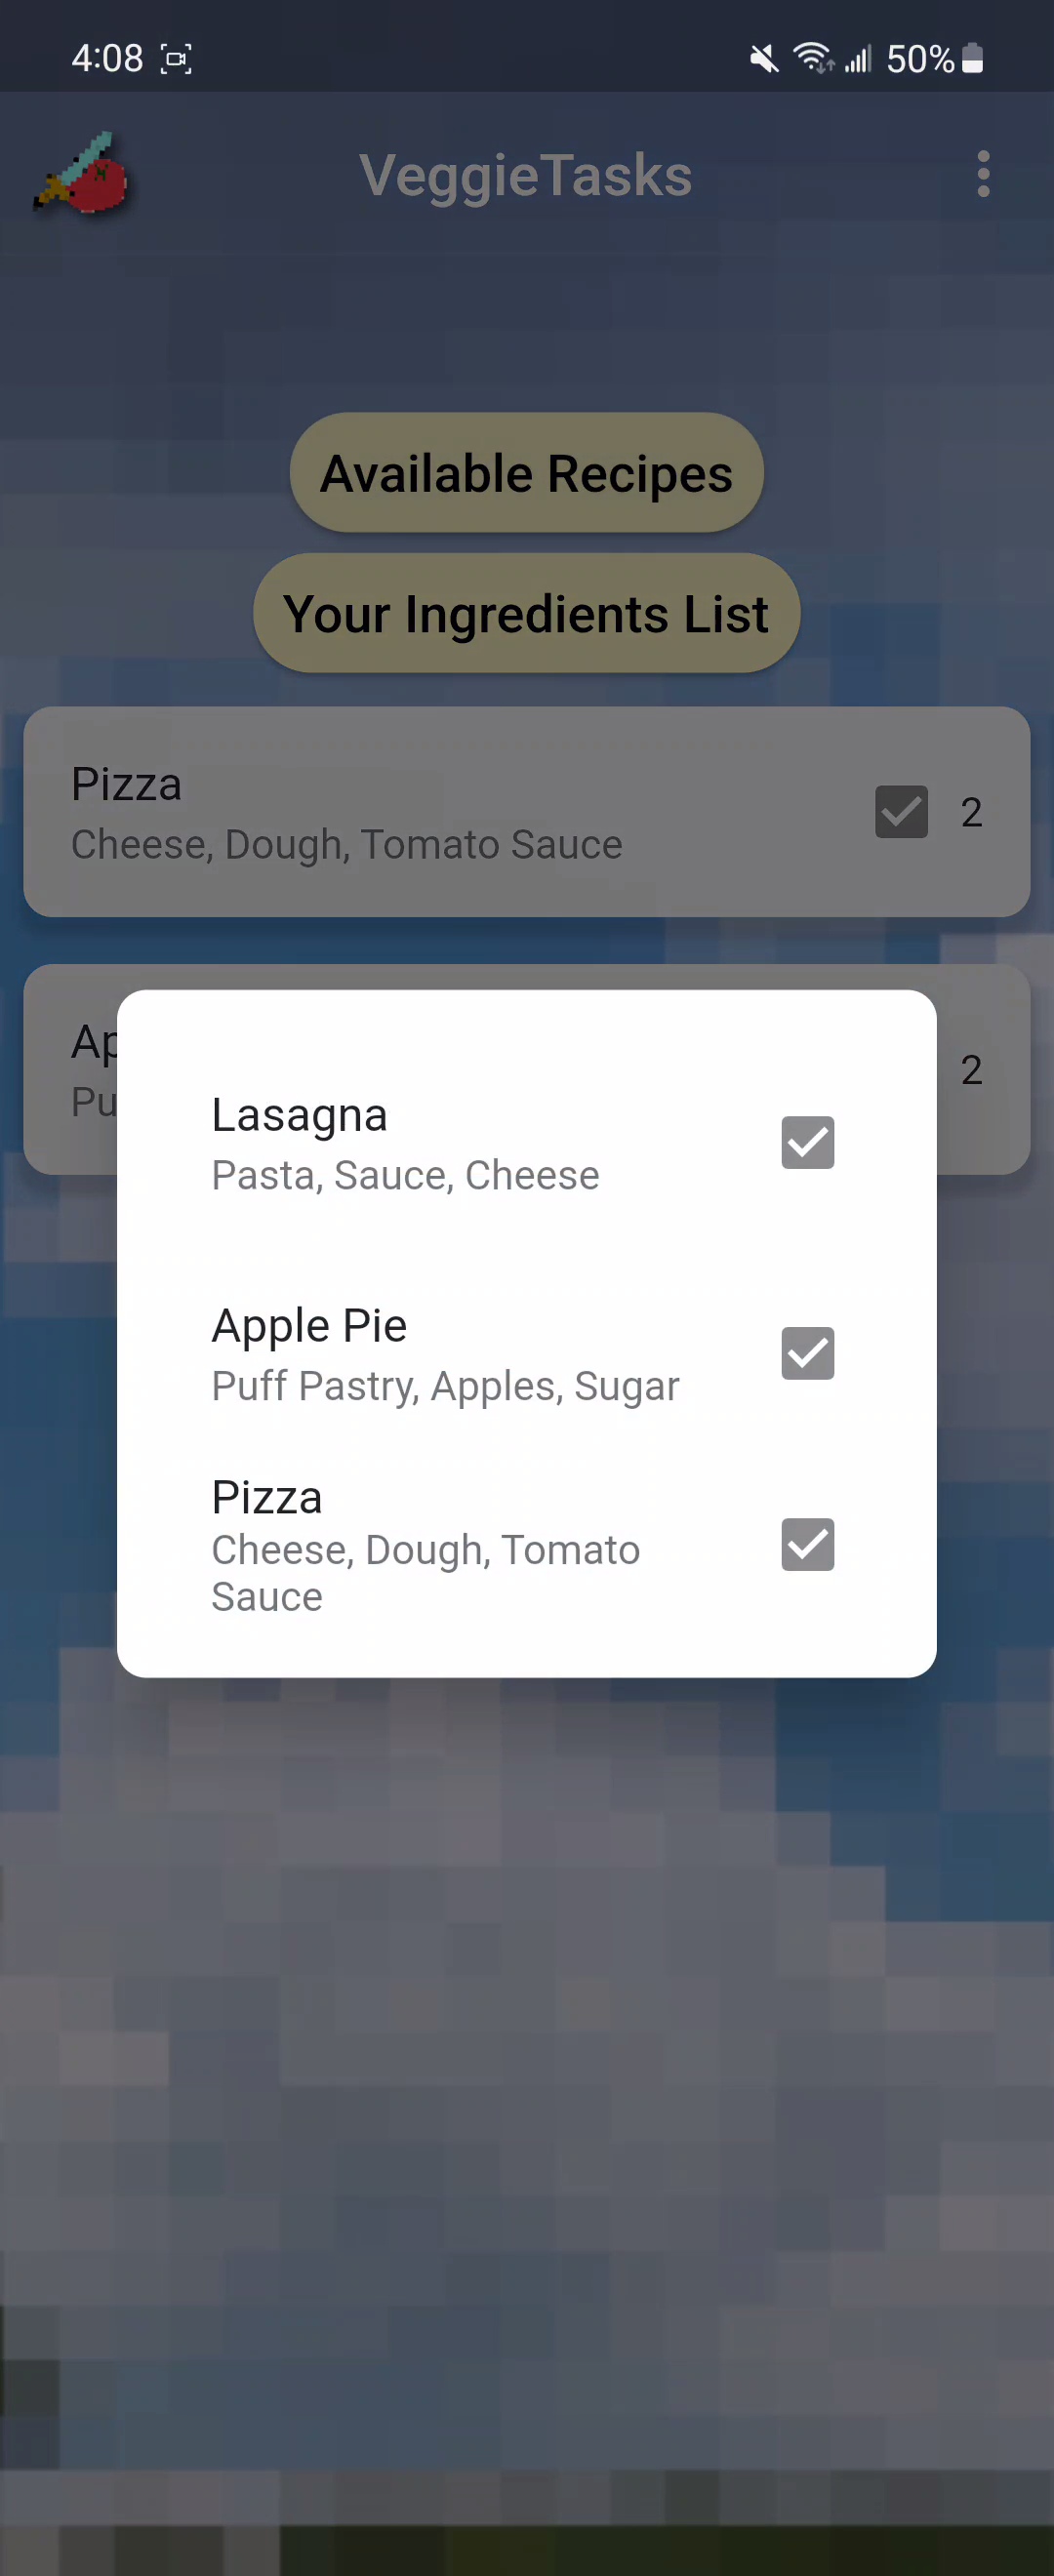 4:08
50%
VeggieTasks
Available Recipes
Your Ingredients List
Pizza
Cheese, Dough, Tomato Sauce
2
Ap
Pu
2
Lasagna
Pasta, Sauce, Cheese
Apple Pie
Puff Pastry, Apples, Sugar
Pizza
Cheese, Dough, Tomato
Sauce